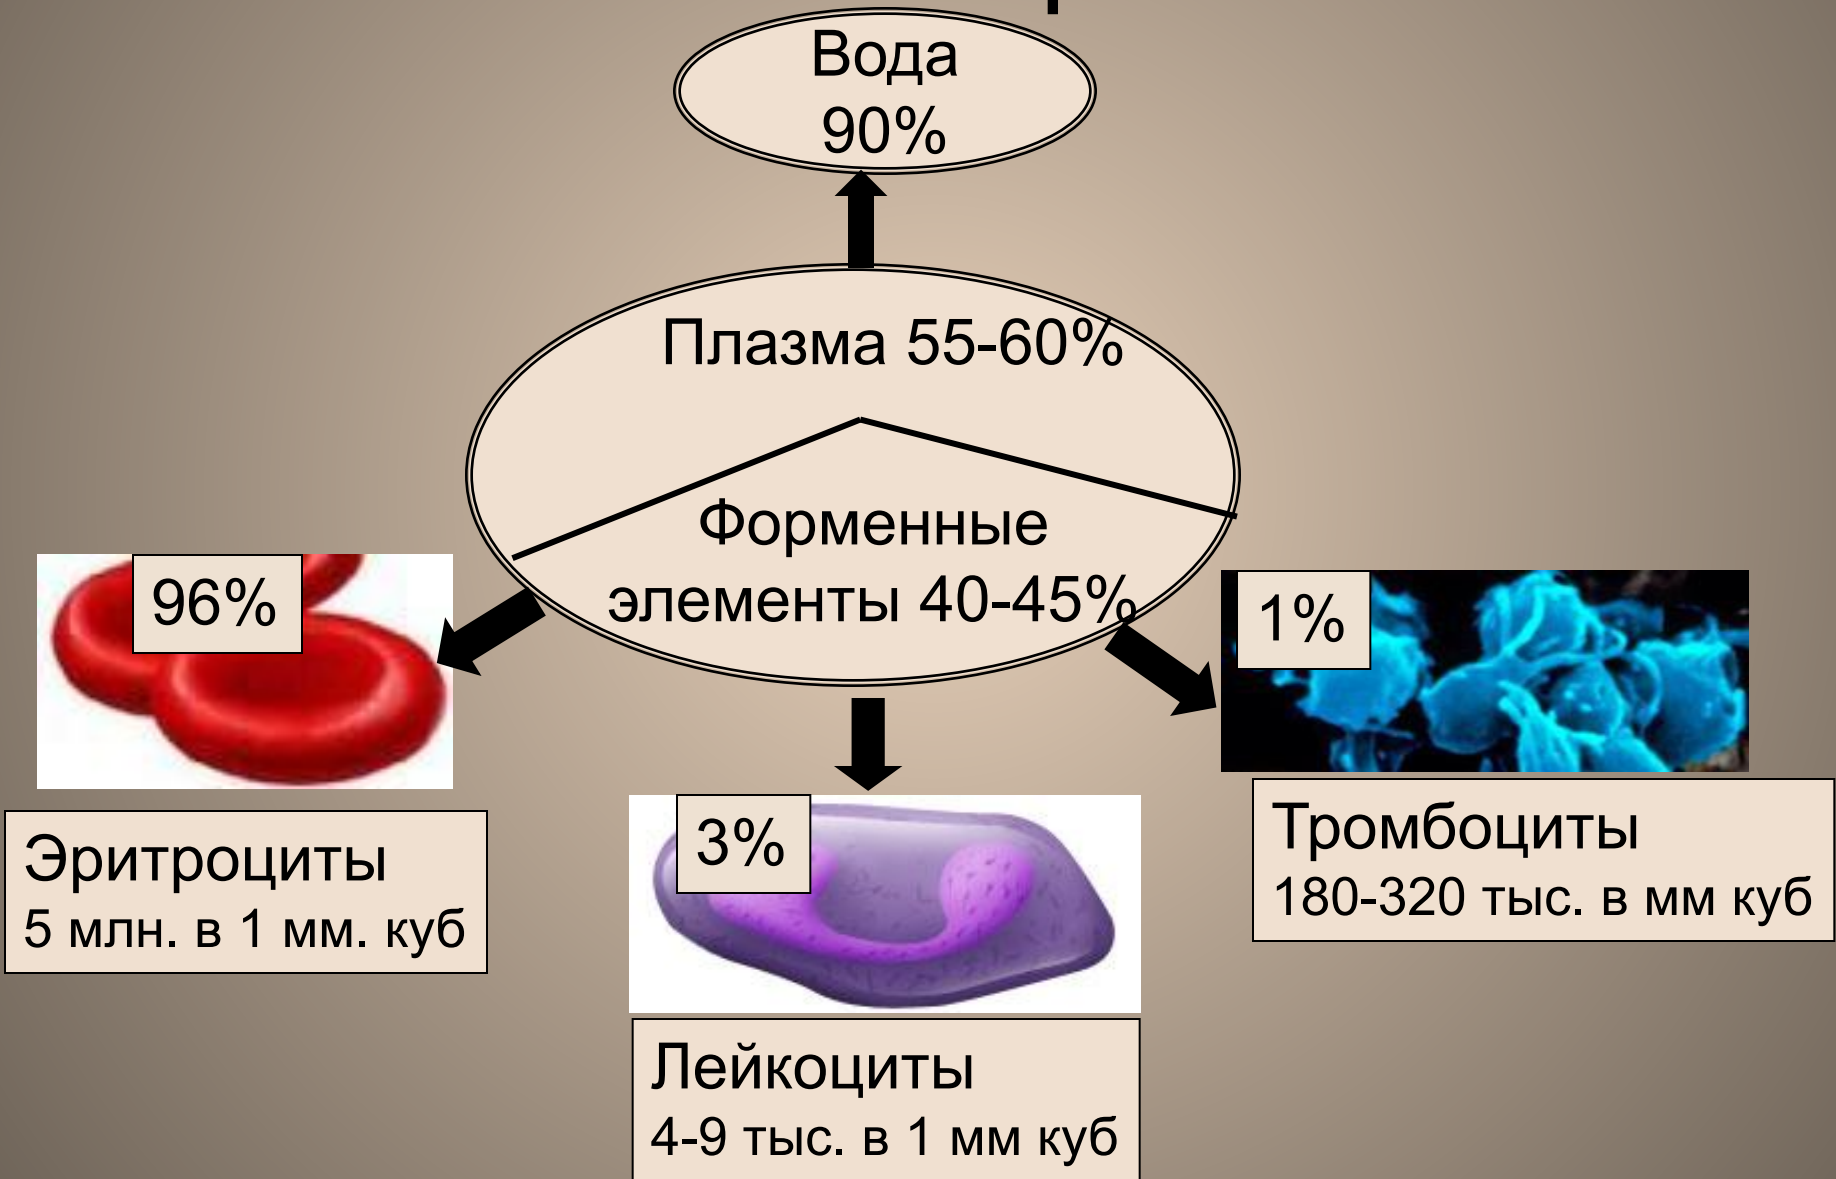 Вода
90%
Плазма 55-60%
Форменные
элементы 40-45%
96%
Эритроциты
5 млн. в 1 мм. куб
3%
Лейкоциты
4-9 тыс. в 1 мм куб
1%
Тромбоциты
180-320 тыс. в мм куб